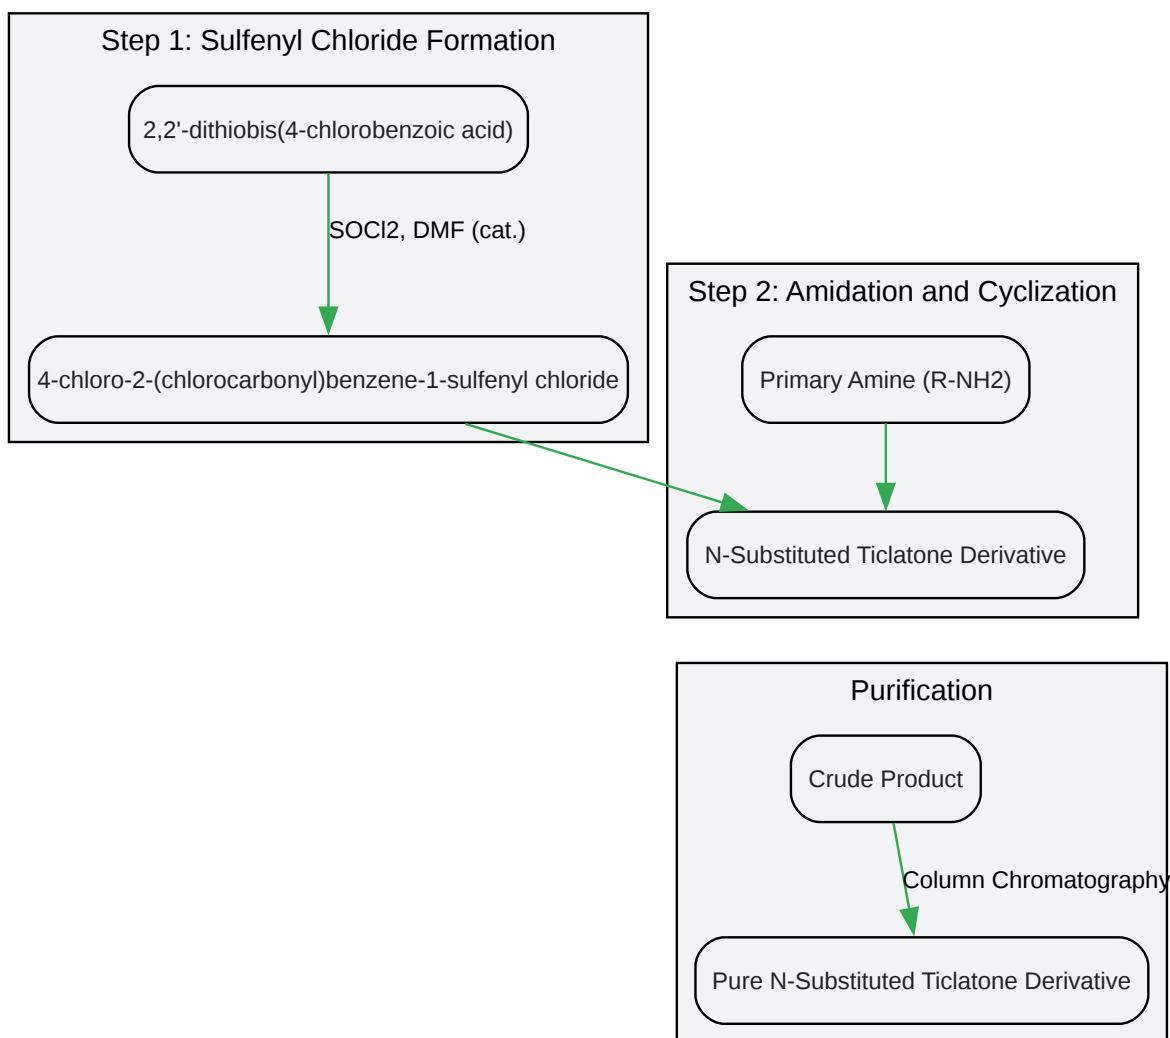 Step 1: Sulfenyl Chloride Formation
2,2'-dithiobis(4-chlorobenzoic acid)
SOCl2, DMF (cat.)
4-chloro-2-(chlorocarbonyl)benzene-1-sulfenyl chloride
Step 2: Amidation and Cyclization
Primary Amine (R-NH2)
N-Substituted Ticlatone Derivative
Purification
Crude Product
Column Chromatography
Pure N-Substituted Ticlatone Derivative